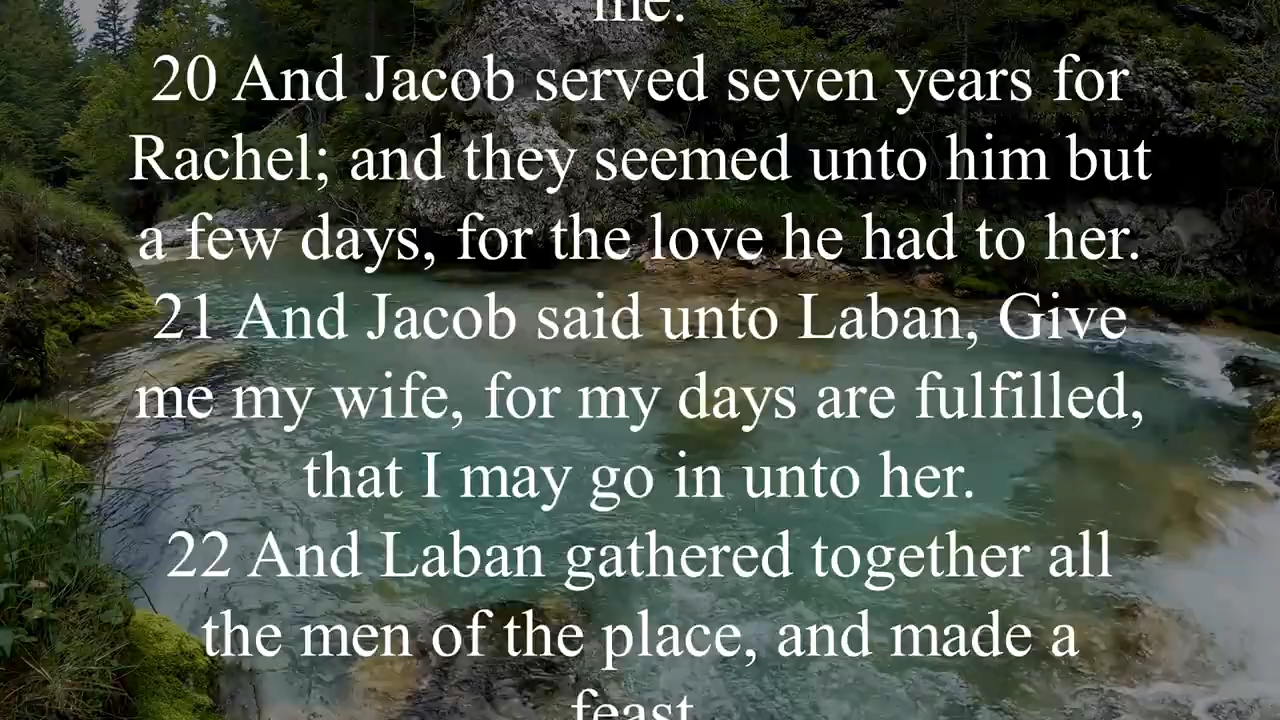 me.
20 And Jacob served seven years for
Rachel; and they seemed unto him but
a few days, for the love he had to her.
21 And Jacob said unto Laban, Give
me my wife, for my days are fulfilled,
that I may go in unto her.
22 And Laban gathered together all
the men of the place, and made a
feast.